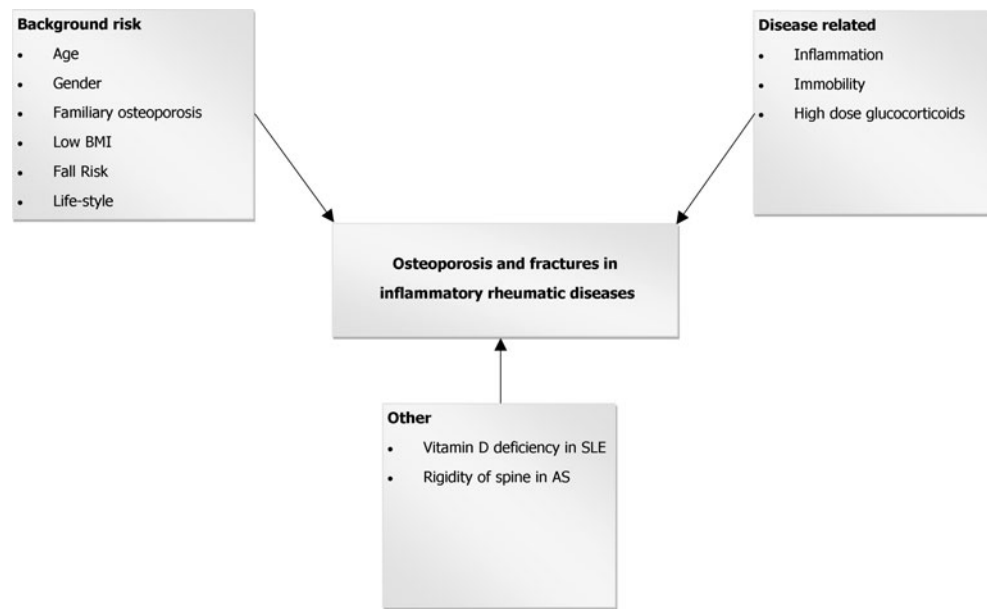 Background risk
• Age
• Gender
• Familiary osteoporosis
• Low BMI
• Fall Risk
• Life-style
Disease related
• Inflammation
• Immobility
• High dose glucocorticoids
Osteoporosis and fractures in
inflammatory rheumatic diseases
Other
• Vitamin D deficiency in SLE
• Rigidity of spine in AS